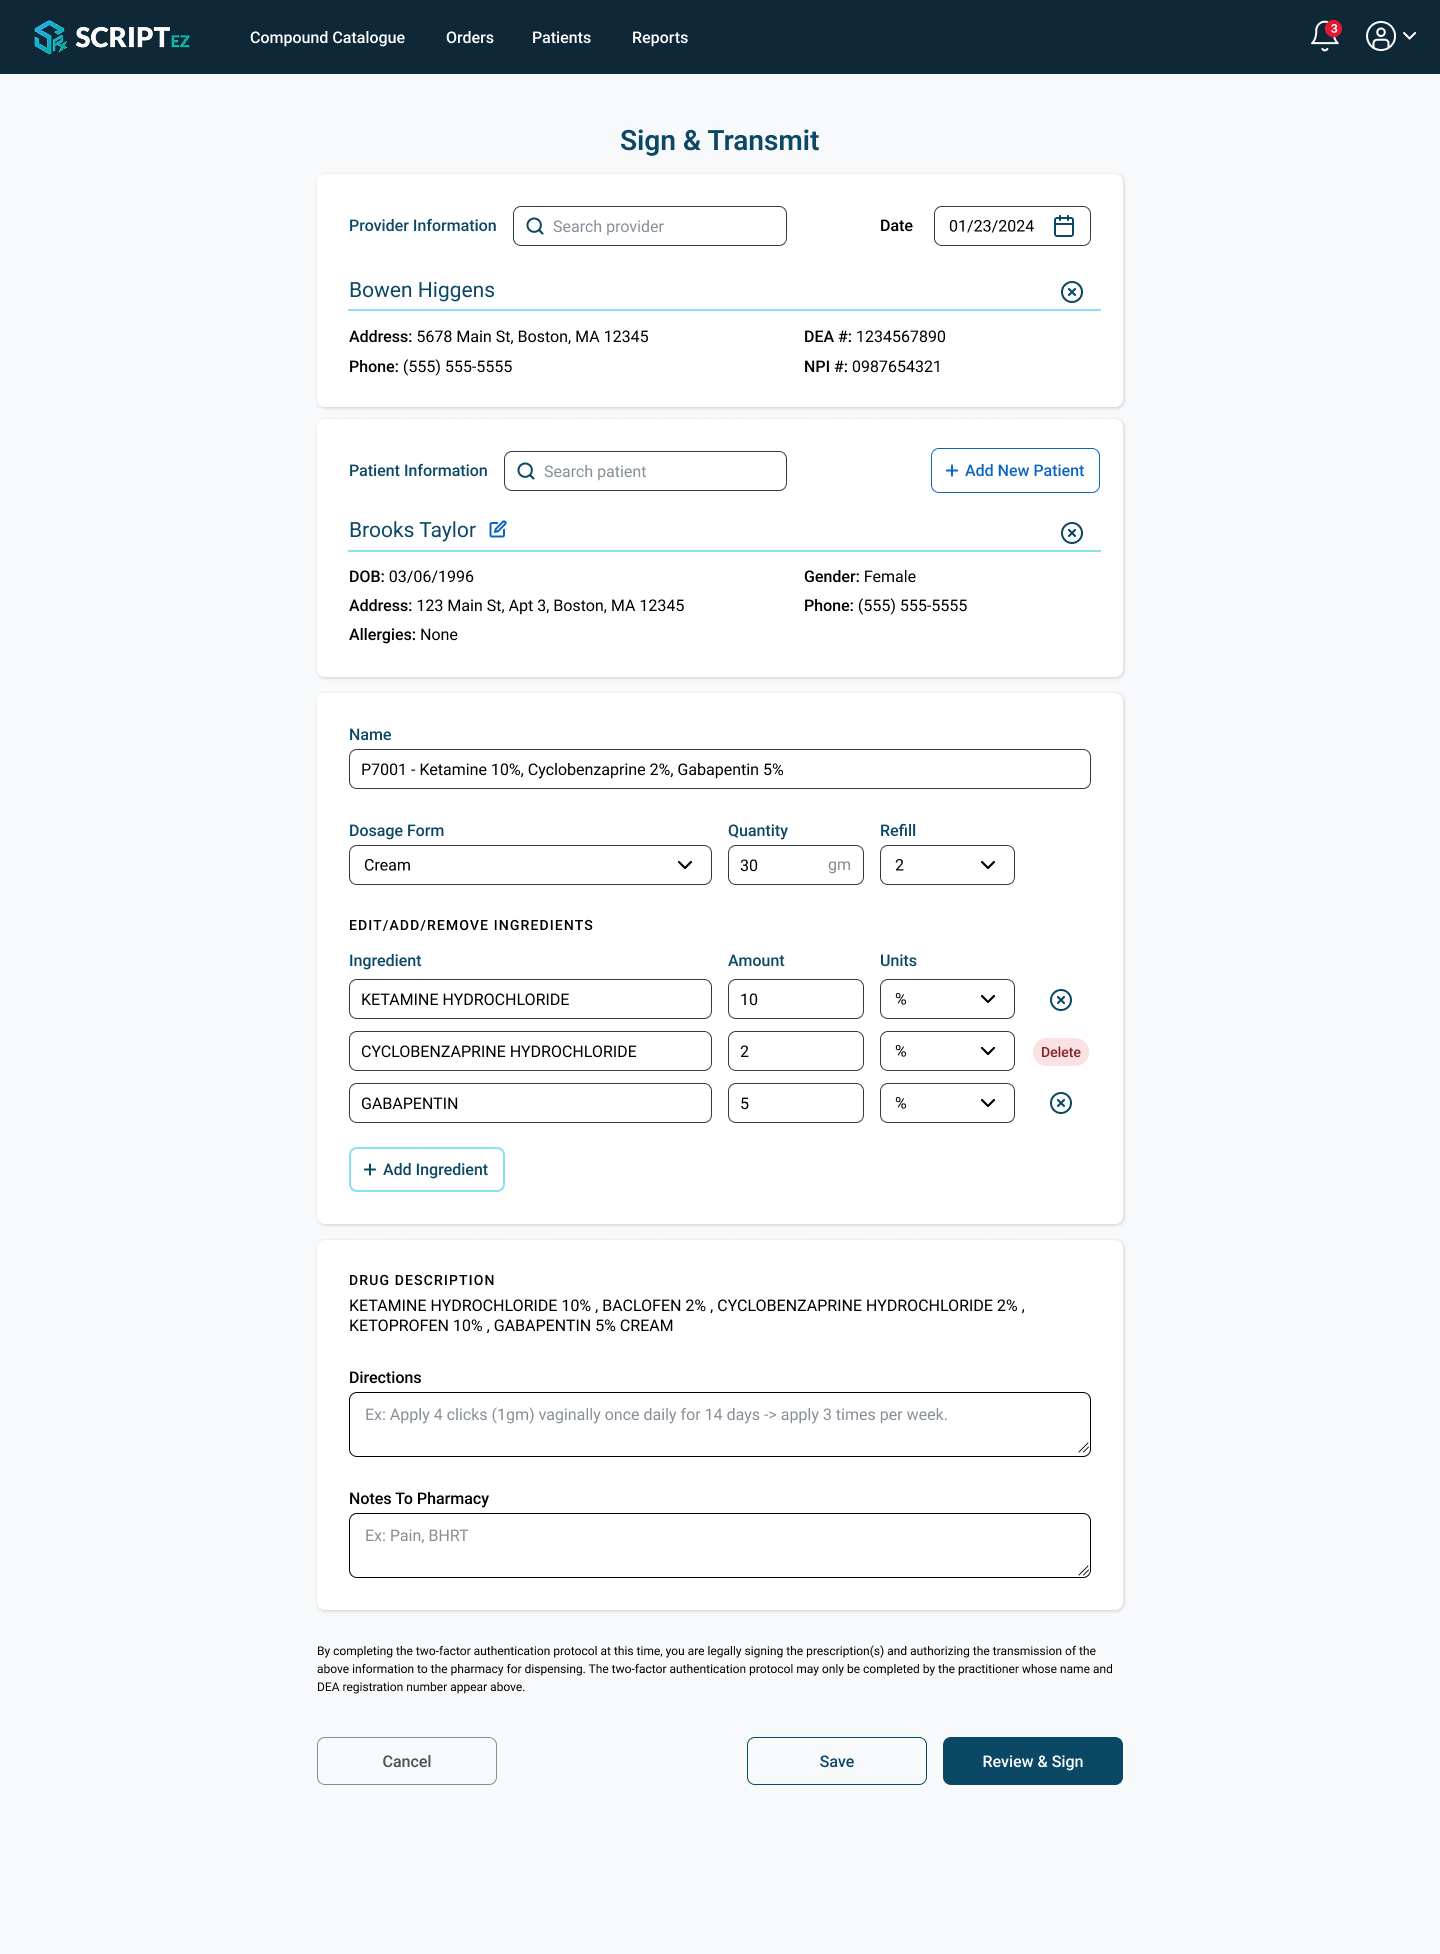 SCRIPTEZ
Compound Catalogue
Orders
Patients
Reports
3
Sign & Transmit
Provider Information
Search provider
Date
01/23/2024
Bowen Higgens
Address: 5678 Main St, Boston, MA 12345
DEA #: 1234567890
Phone: (555) 555-5555
NPI #: 0987654321
Patient Information
Search patient
+ Add New Patient
Brooks Taylor
DOB: 03/06/1996
Gender: Female
Address: 123 Main St, Apt 3, Boston, MA 12345
Phone: (555) 555-5555
Allergies: None
Name
P7001 - Ketamine 10%, Cyclobenzaprine 2%, Gabapentin 5%
Dosage Form
Quantity
Refill
Cream
30 gm
2
EDIT/ADD/REMOVE INGREDIENTS
Ingredient
Amount
Units
KETAMINE HYDROCHLORIDE
10
%
CYCLOBENZAPRINE HYDROCHLORIDE
2
%
Delete
GABAPENTIN
5
%
+ Add Ingredient
DRUG DESCRIPTION
KETAMINE HYDROCHLORIDE 10% , BACLOFEN 2% , CYCLOBENZAPRINE HYDROCHLORIDE 2% ,
KETOPROFEN 10% , GABAPENTIN 5% CREAM
Directions
Ex: Apply 4 clicks (1gm) vaginally once daily for 14 days -> apply 3 times per week.
Notes To Pharmacy
Ex: Pain, BHRT
By completing the two-factor authentication protocol at this time, you are legally signing the prescription(s) and authorizing the transmission of the
above information to the pharmacy for dispensing. The two-factor authentication protocol may only be completed by the practitioner whose name and
DEA registration number appear above.
Cancel
Save
Review & Sign